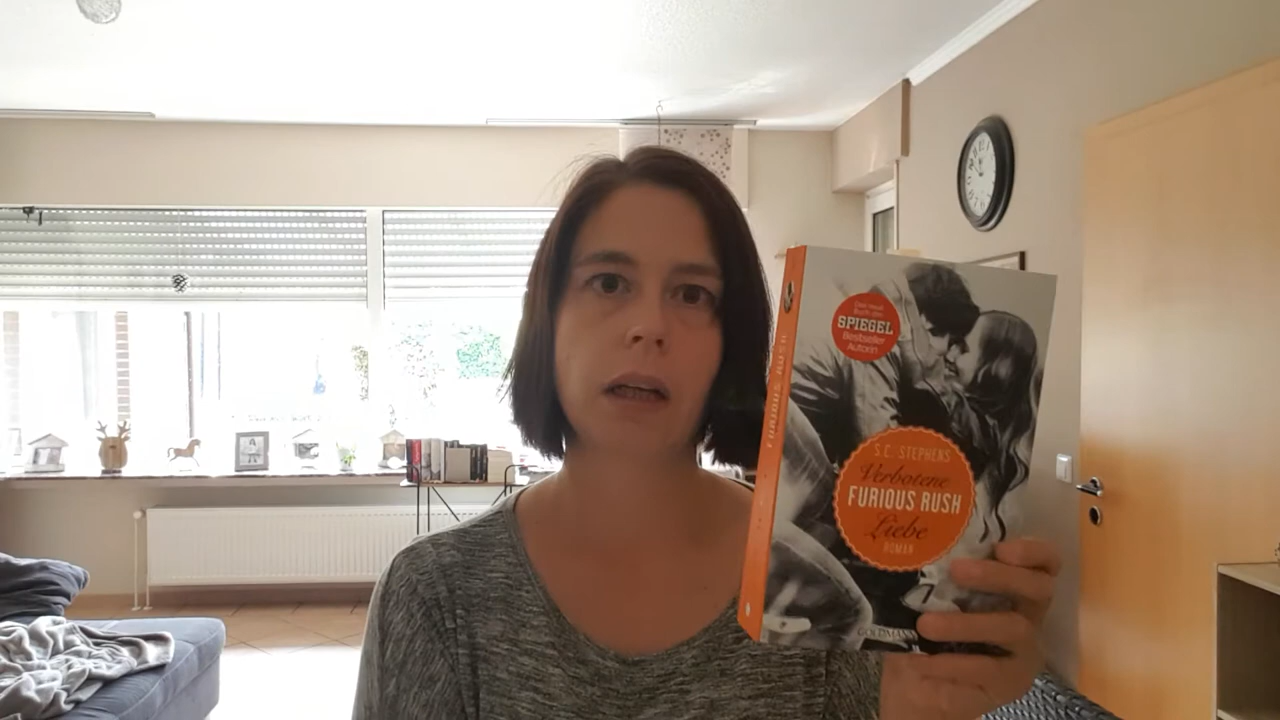 Das neue
Buch der
SPIEGEL
Bestseller
Autorin
S.C. STEPHENS
Verbotene
FURIOUS RUSH
Liebe
ROMAN
GOLDMANN
FURIOUS RUSH